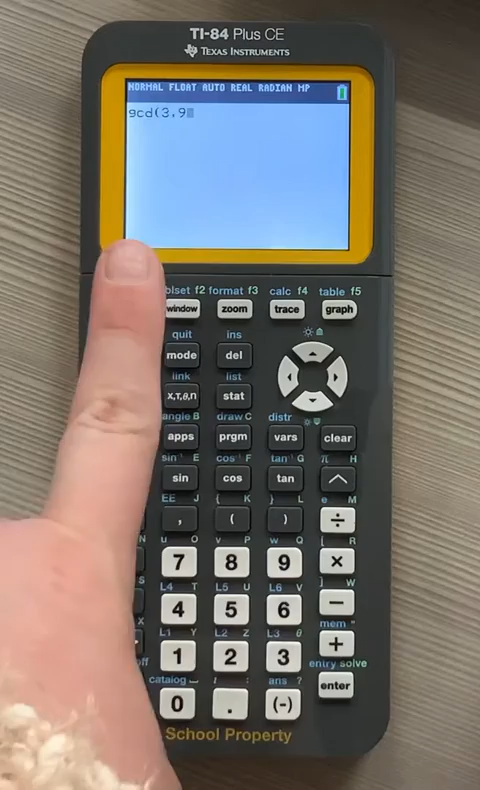 TI-84 Plus CE
TEXAS INSTRUMENTS
NORMAL FLOAT AUTO REAL RADIAN MP
gcd(3,9
blset f2 format f3 calc f4 table f5
window zoom trace graph
quit ins
mode del
link list
X,T,θ,n stat
angle B draw C distr
apps prgm vars clear
sin⁻¹ E cos⁻¹ F tan⁻¹ G π H
sin cos tan ^
EE J { K } L e M
, ( ) ÷
N u O v P w Q [ R
7 8 9 ×
S L4 T L5 U L6 V ] W
4 5 6 −
X L1 Y L2 Z L3 θ mem "
1 2 3 +
off catalog i : ans ? entry solve
0 . (-) enter
School Property